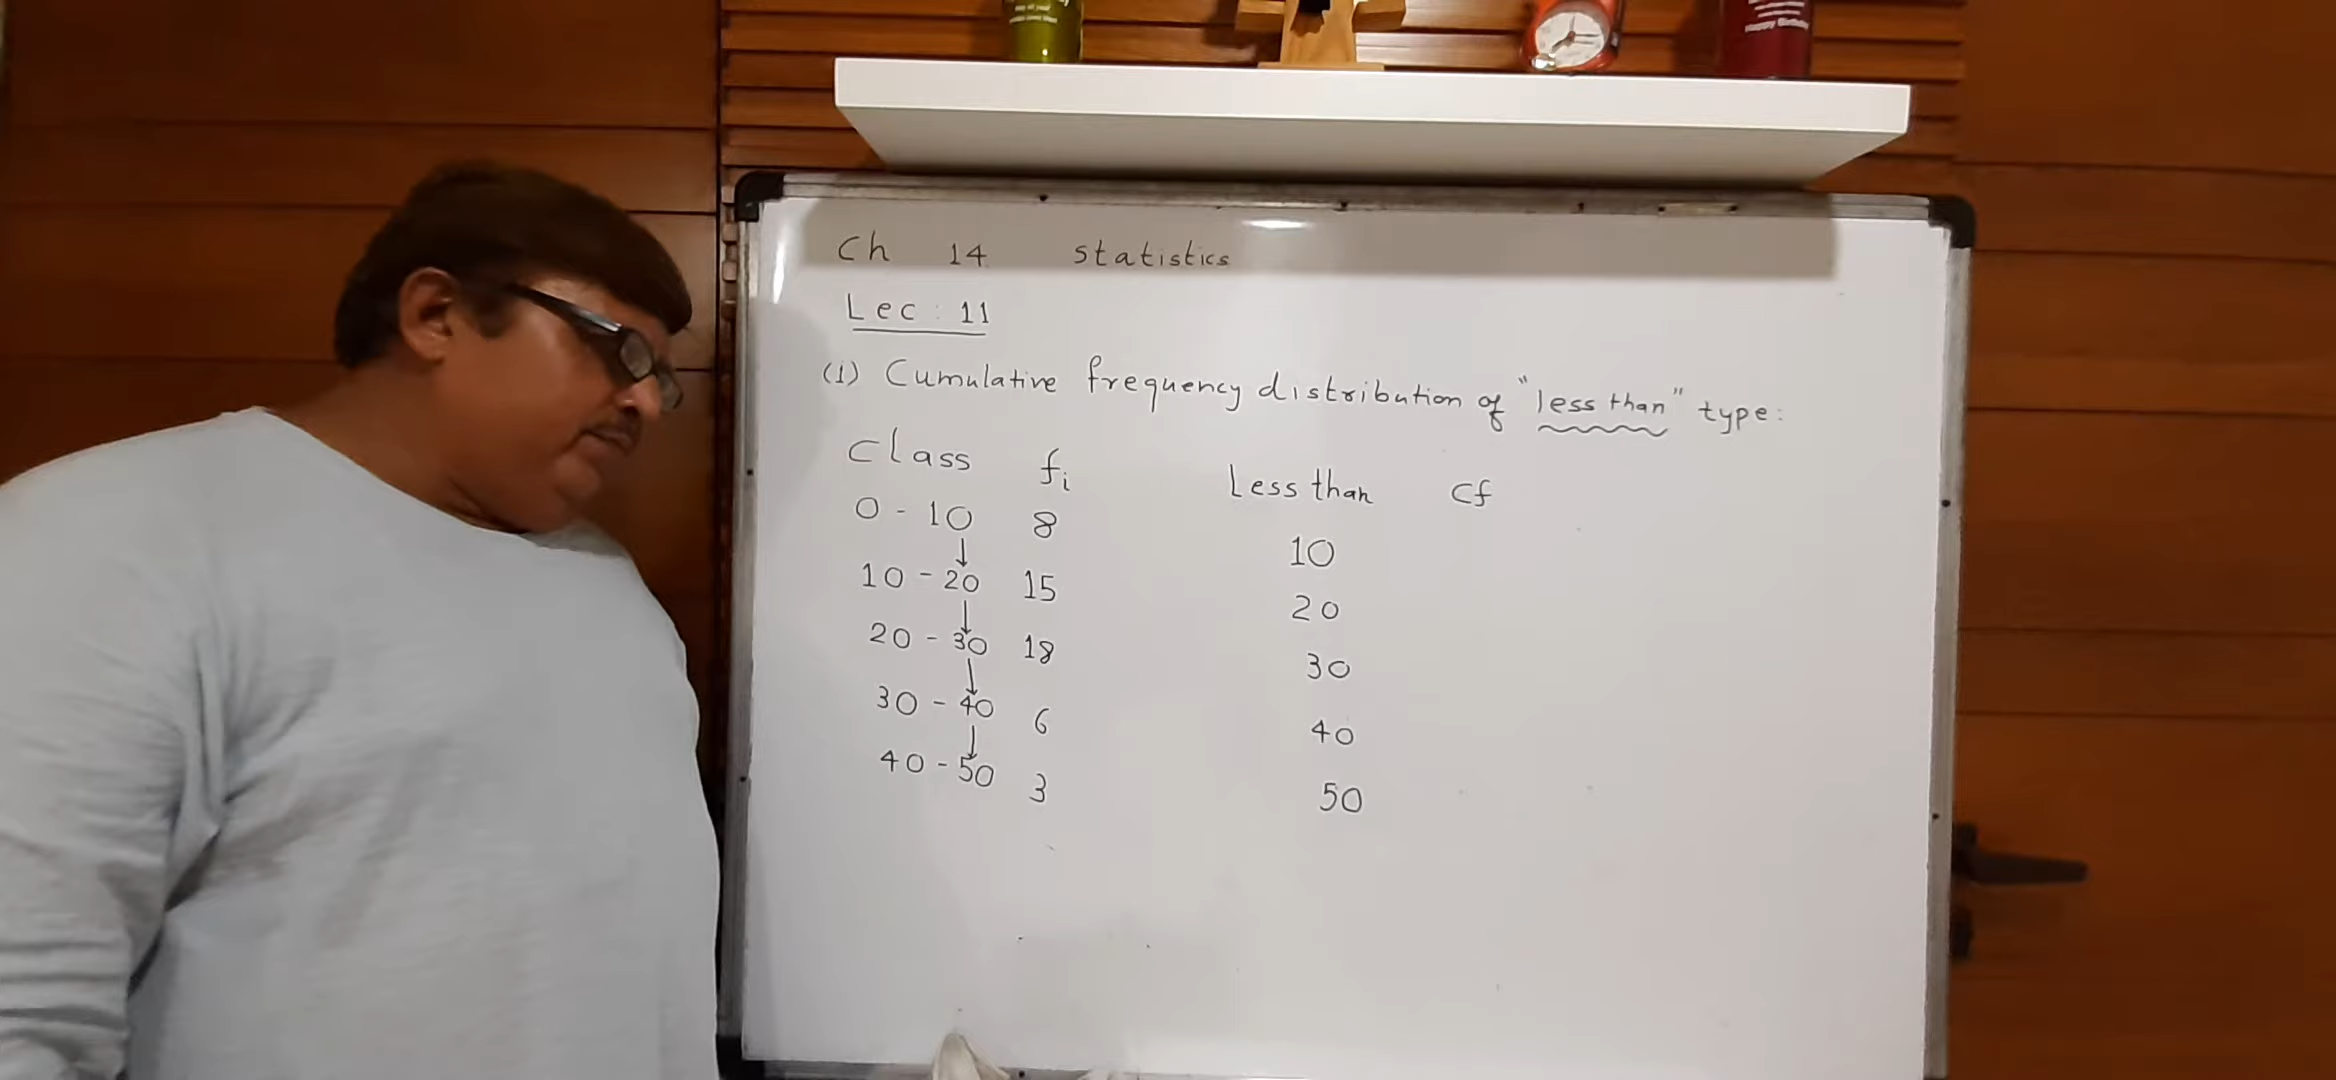 Ch 14 statistics
Lec : 11
(1) Cumulative frequency distribution of "less than" type:
Class fi Less than Cf
0 - 10 8 10
10 - 20 15 20
20 - 30 18 30
30 - 40 6 40
40 - 50 3 50
Happy Birthday